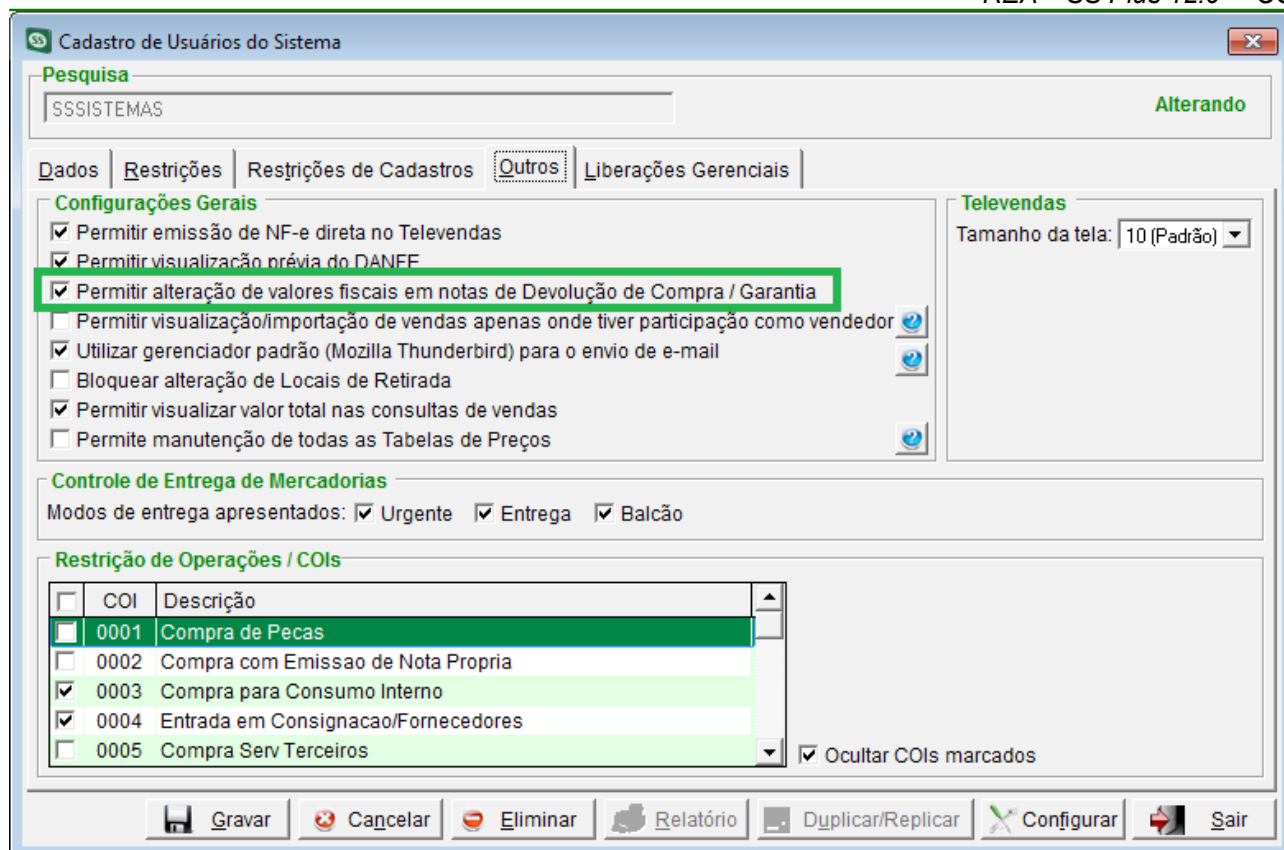 Cadastro de Usuários do Sistema
Pesquisa
SSSISTEMAS
Alterando
Dados Restrições Restrições de Cadastros Outros Liberações Gerenciais
Configurações Gerais
Permitir emissão de NF-e direta no Televendas
Permitir visualização prévia do DANFE
Permitir alteração de valores fiscais em notas de Devolução de Compra / Garantia
Permitir visualização/importação de vendas apenas onde tiver participação como vendedor
Utilizar gerenciador padrão (Mozilla Thunderbird) para o envio de e-mail
Bloquear alteração de Locais de Retirada
Permitir visualizar valor total nas consultas de vendas
Permite manutenção de todas as Tabelas de Preços
Televendas
Tamanho da tela: 10 (Padrão)
Controle de Entrega de Mercadorias
Modos de entrega apresentados: Urgente Entrega Balcão
Restrição de Operações / COIs
COI Descrição
0001 Compra de Pecas
0002 Compra com Emissao de Nota Propria
0003 Compra para Consumo Interno
0004 Entrada em Consignacao/Fornecedores
0005 Compra Serv Terceiros
Ocultar COIs marcados
Gravar Cancelar Eliminar Relatório Duplicar/Replicar Configurar Sair